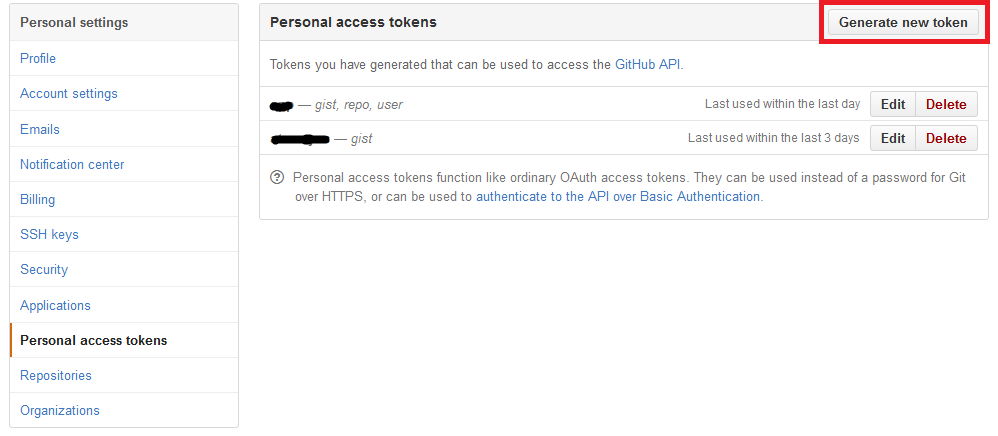 Personal settings
Profile
Account settings
Emails
Notification center
Billing
SSH keys
Security
Applications
Personal access tokens
Repositories
Organizations
Personal access tokens
Generate new token
Tokens you have generated that can be used to access the GitHub API.
— gist, repo, user Last used within the last day Edit Delete
— gist Last used within the last 3 days Edit Delete
Personal access tokens function like ordinary OAuth access tokens. They can be used instead of a password for Git
over HTTPS, or can be used to authenticate to the API over Basic Authentication.